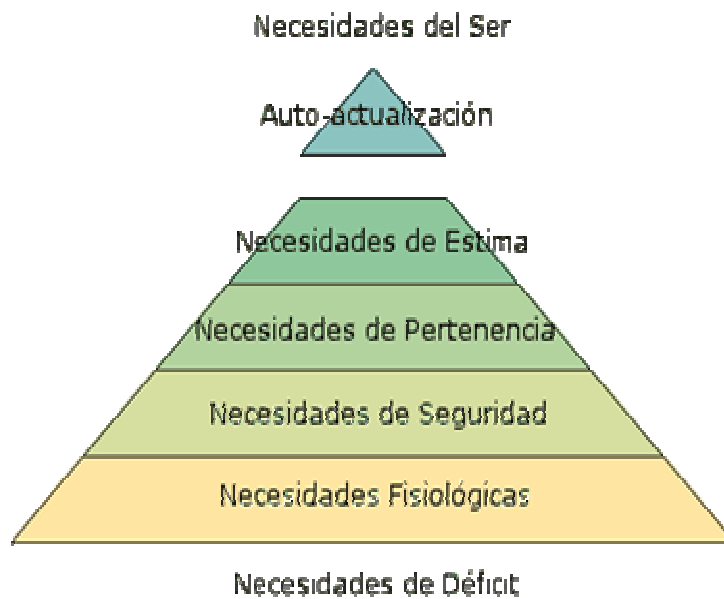 Necesidades del Ser
Auto-actualización
Necesidades de Estima
Necesidades de Pertenencia
Necesidades de Seguridad
Necesidades Fisiológicas
Necesidades de Déficit